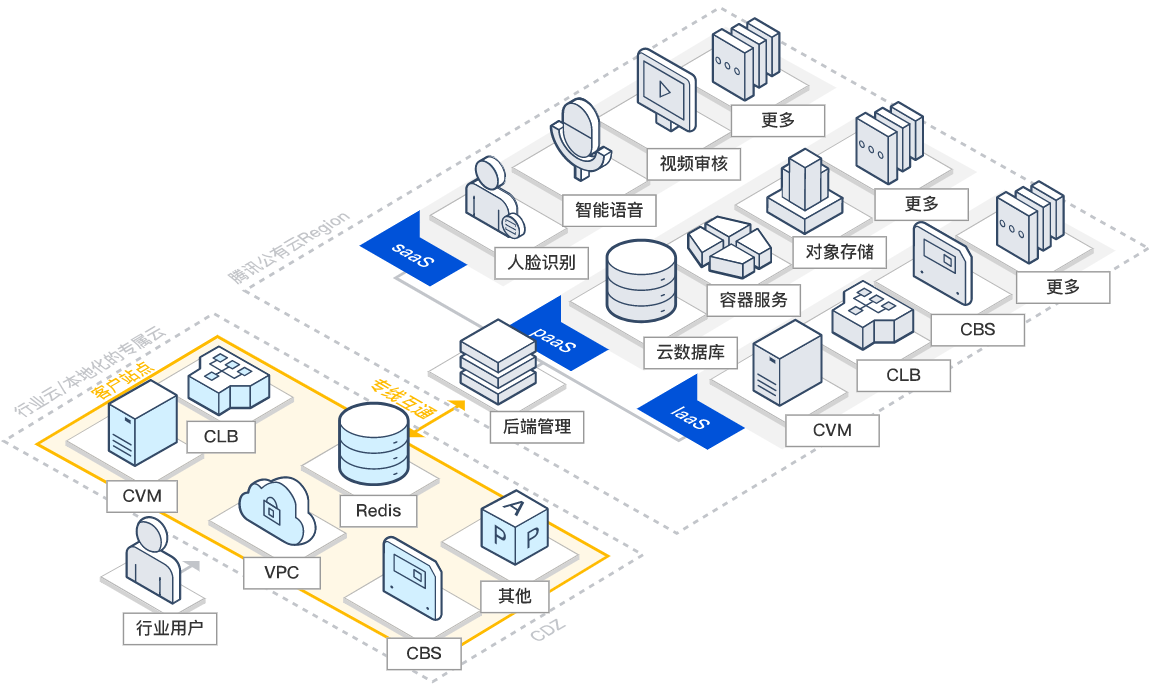 腾讯公有云Region
saaS
人脸识别
智能语音
视频审核
更多
paaS
云数据库
容器服务
对象存储
更多
IaaS
CVM
CLB
CBS
更多
后端管理
专线互通
行业云/本地化的专属云
客户站点
CVM
CLB
Redis
VPC
CBS
A
P
P
其他
行业用户
CDZ